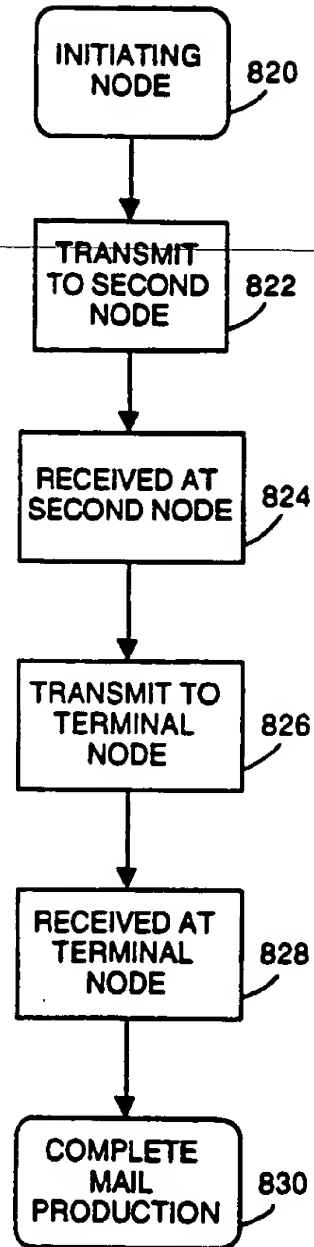 INITIATING
NODE
820
TRANSMIT
TO SECOND
NODE
822
RECEIVED AT
SECOND NODE
824
TRANSMIT TO
TERMINAL
NODE
826
RECEIVED AT
TERMINAL
NODE
828
COMPLETE
MAIL
PRODUCTION
830